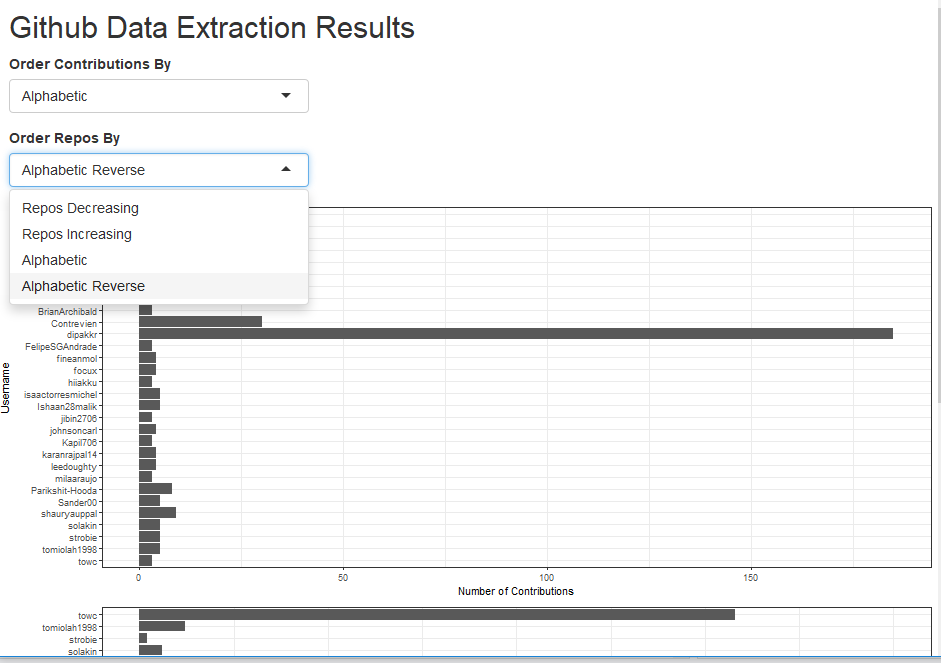 Github Data Extraction Results
Order Contributions By
Alphabetic
Order Repos By
Alphabetic Reverse
Repos Decreasing
Repos Increasing
Alphabetic
Alphabetic Reverse
BrianArchibald
Contrevien
dipakkr
FelipeSGAndrade
fineanmol
focux
hiiakku
isaactorresmichel
Ishaan28malik
jibin2706
johnsoncarl
Kapil706
karanrajpal14
leedoughty
milaaraujo
Parikshit-Hooda
Sander00
shauryauppal
solakin
strobie
tomiolah1998
towc
Username
0 50 100 150
Number of Contributions
towc
tomiolah1998
strobie
solakin